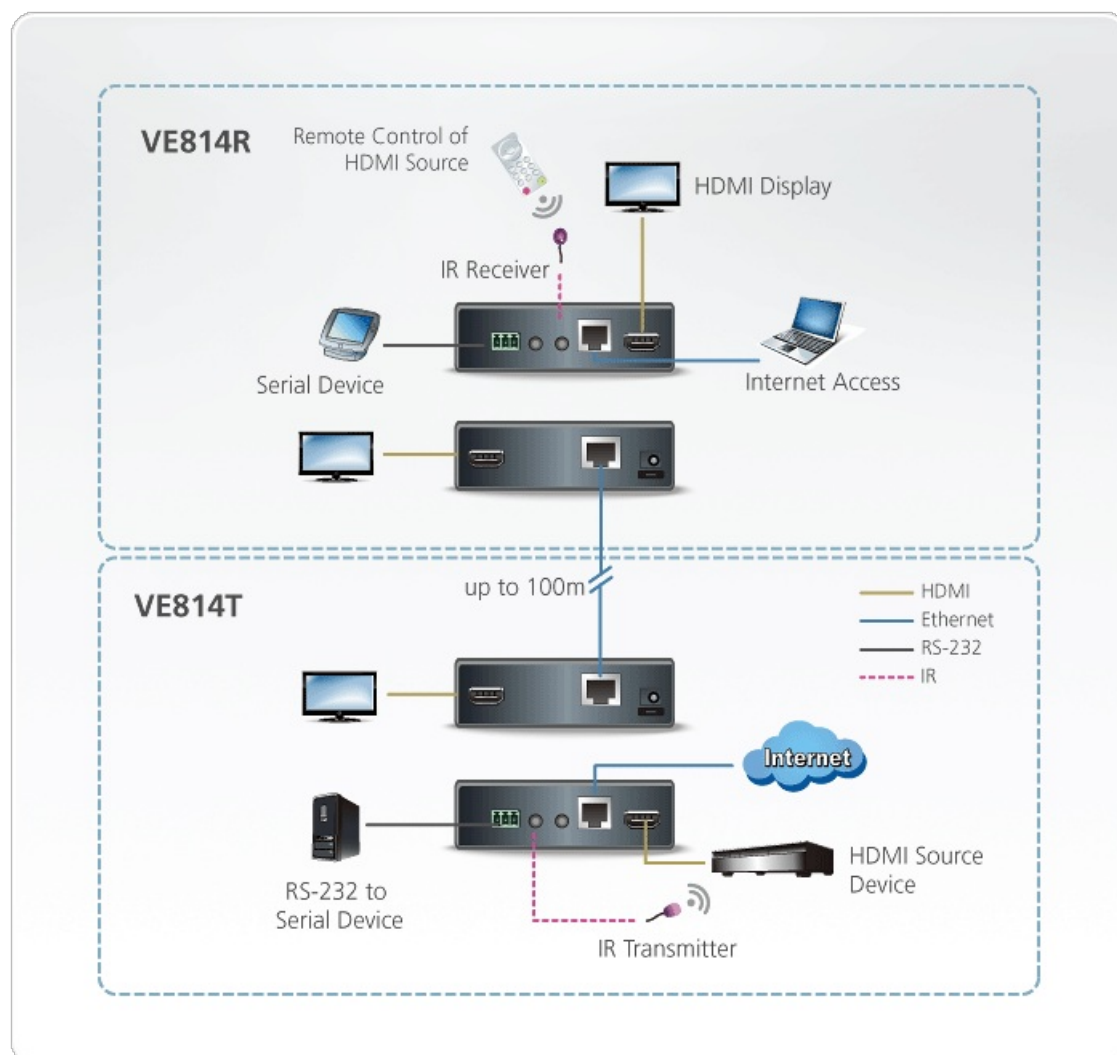 VE814R
Remote Control of
HDMI Source
HDMI Display
IR Receiver
Serial Device
Internet Access
up to 100m
VE814T
HDMI
Ethernet
RS-232
IR
Internet
RS-232 to
Serial Device
HDMI Source
Device
IR Transmitter